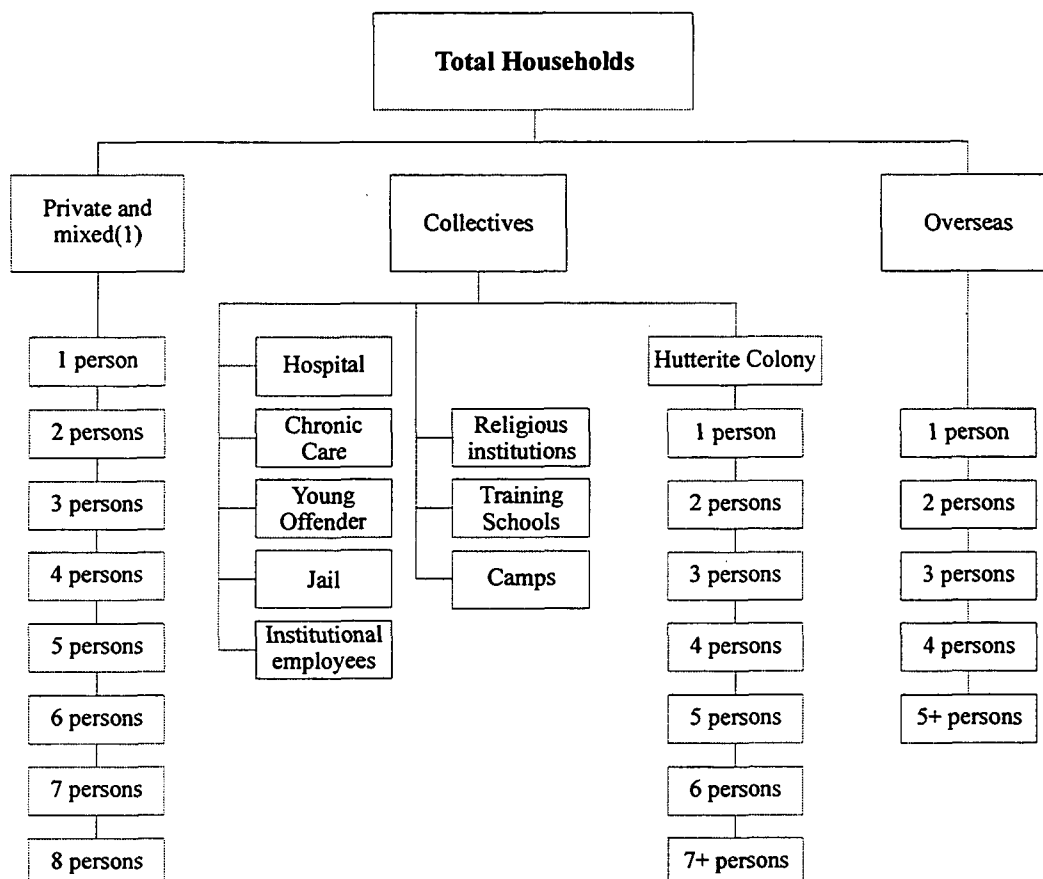 Total Households
Private and
mixed(1)
Collectives
Overseas
1 person
2 persons
3 persons
4 persons
5 persons
6 persons
7 persons
8 persons
Hospital
Chronic
Care
Young
Offender
Jail
Institutional
employees
Religious
institutions
Training
Schools
Camps
Hutterite Colony
1 person
2 persons
3 persons
4 persons
5 persons
6 persons
7+ persons
1 person
2 persons
3 persons
4 persons
5+ persons